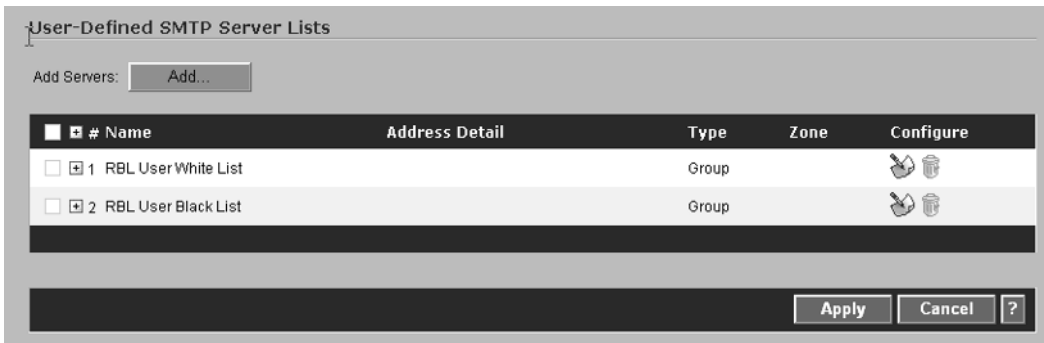 User-Defined SMTP Server Lists
Add Servers: Add...
# Name Address Detail Type Zone Configure
1 RBL User White List Group
2 RBL User Black List Group
Apply Cancel ?